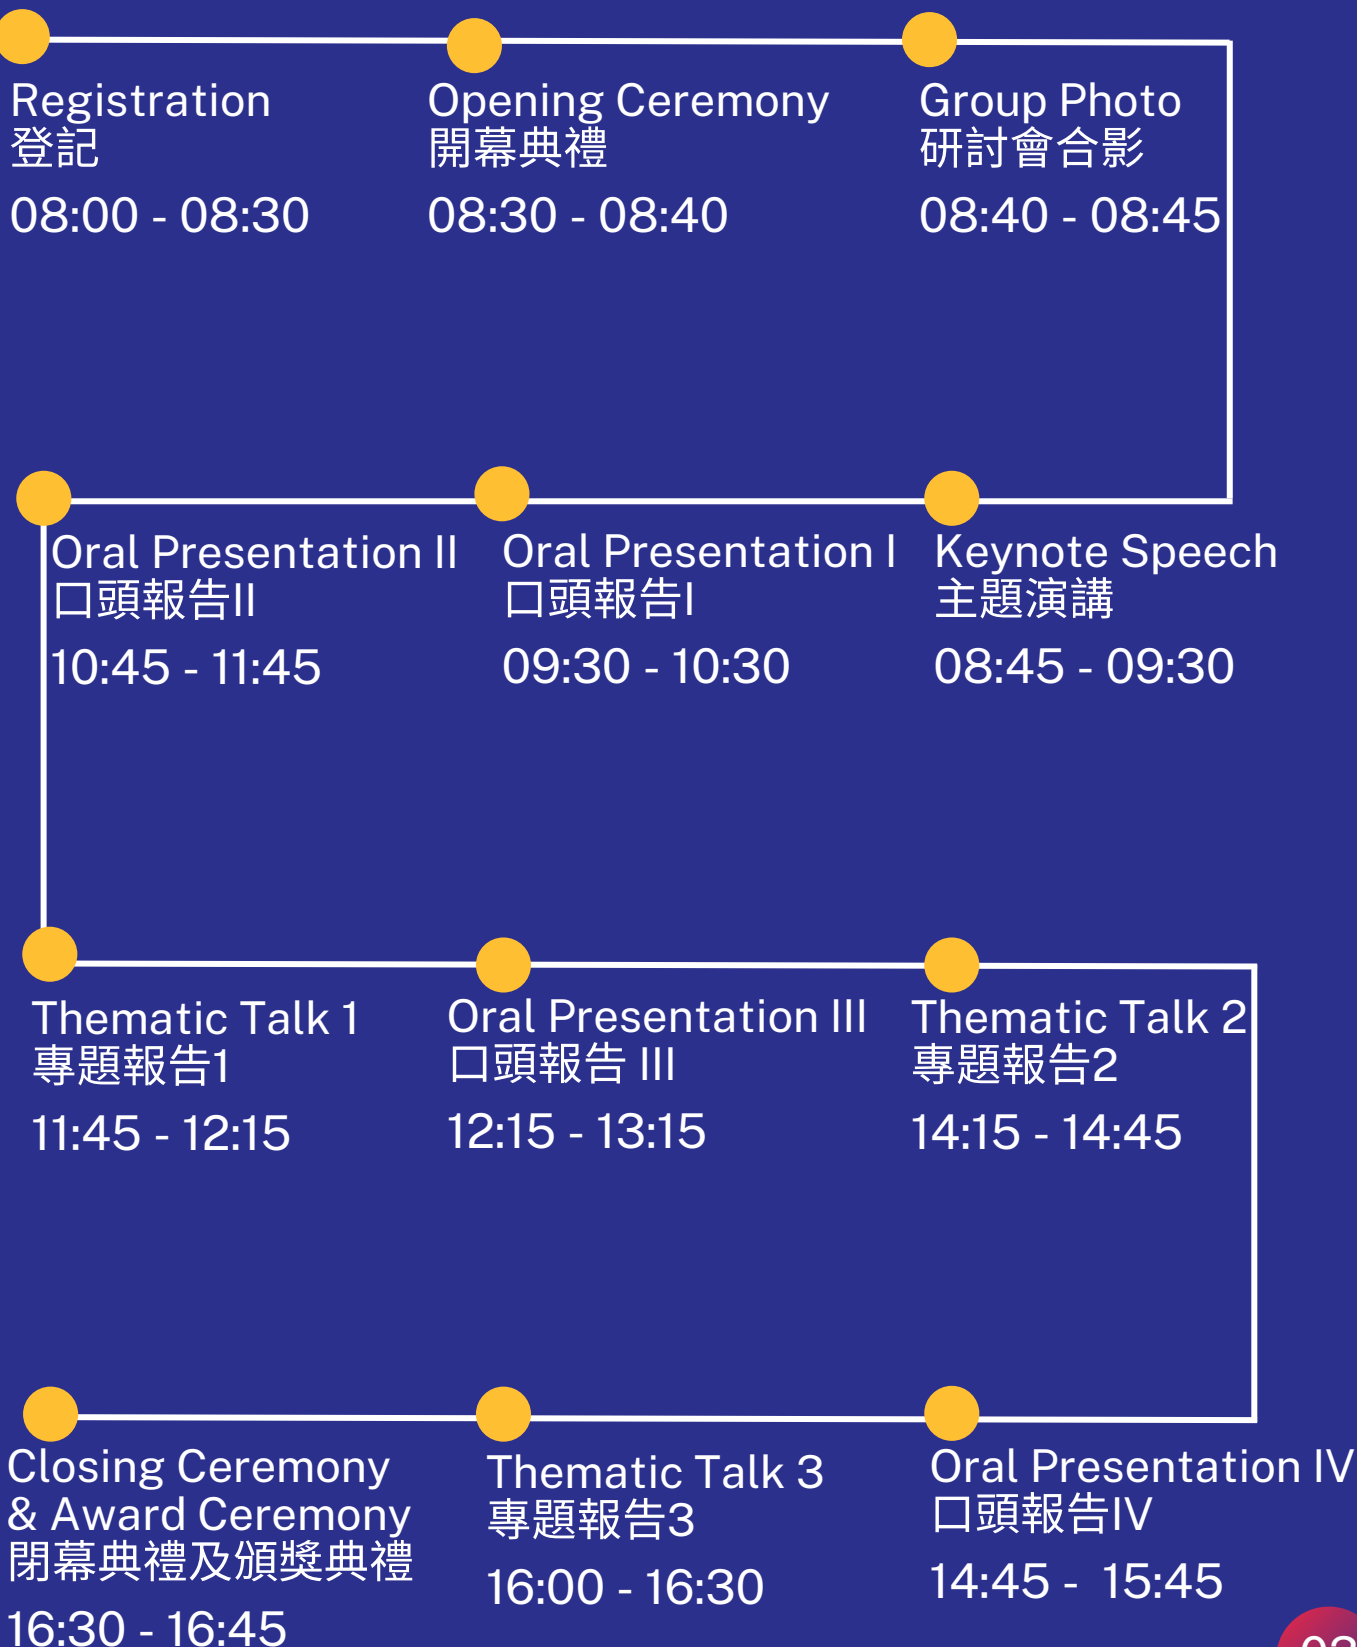 Registration
登記
08:00 - 08:30
Opening Ceremony
開幕典禮
08:30 - 08:40
Group Photo
研討會合影
08:40 - 08:45
Keynote Speech
主題演講
08:45 - 09:30
Oral Presentation I
口頭報告I
09:30 - 10:30
Oral Presentation II
口頭報告II
10:45 - 11:45
Thematic Talk 1
專題報告1
11:45 - 12:15
Oral Presentation III
口頭報告 III
12:15 - 13:15
Thematic Talk 2
專題報告2
14:15 - 14:45
Oral Presentation IV
口頭報告IV
14:45 - 15:45
Thematic Talk 3
專題報告3
16:00 - 16:30
Closing Ceremony
& Award Ceremony
閉幕典禮及頒獎典禮
16:30 - 16:45